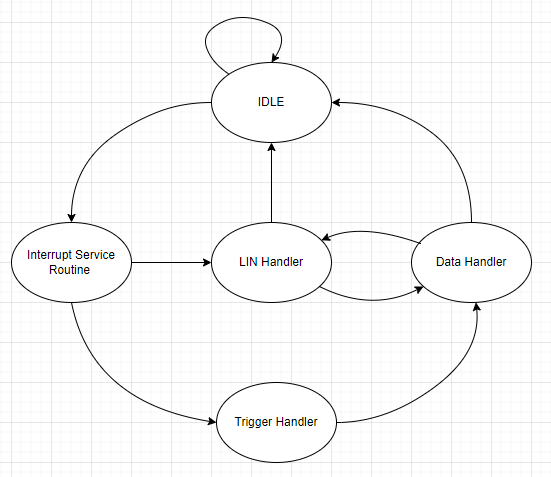 IDLE
Interrupt Service
Routine
LIN Handler
Data Handler
Trigger Handler